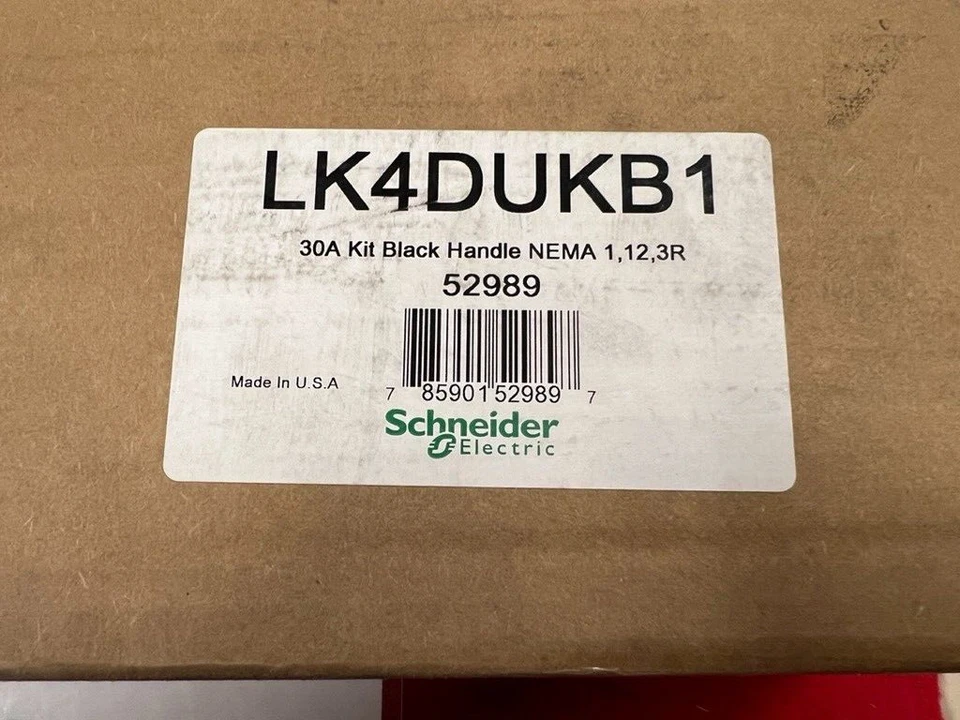 LK4DUKB1
30A Kit Black Handle NEMA 1,12,3R
52989
Made In U.S.A
7 85901 52989 7
Schneider
Electric